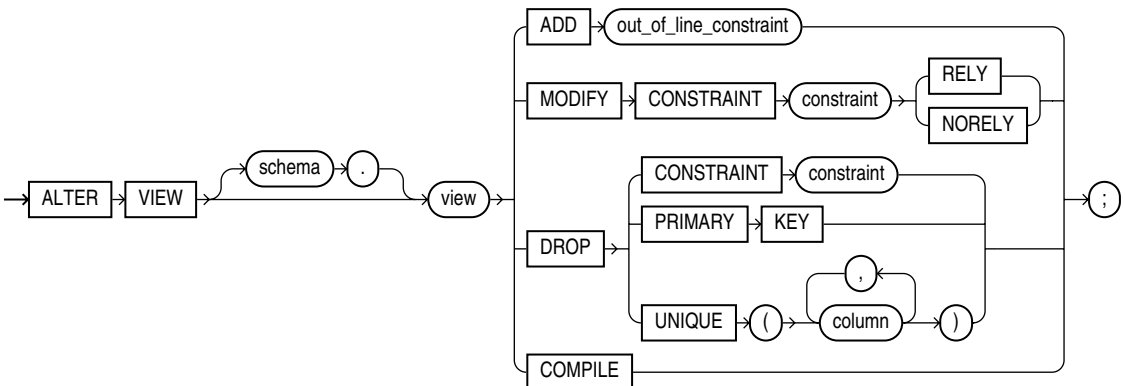 ADD out_of_line_constraint
RELY
MODIFY CONSTRAINT constraint
NORELY
schema .
CONSTRAINT constraint
ALTER VIEW view ;
PRIMARY KEY
DROP
,
UNIQUE ( column )
COMPILE